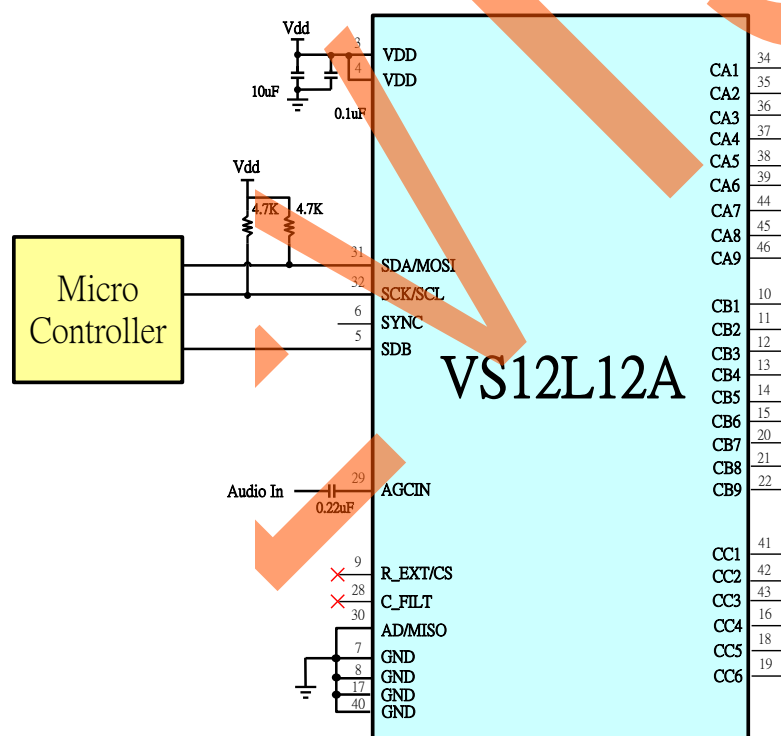 Vdd
3
VDD
4
VDD
10uF
0.1uF
Vdd
4.7K
4.7K
Micro
Controller
31
SDA/MOSI
32
SCK/SCL
6
SYNC
5
SDB
VS12L12A
Audio In
0.22uF
29
AGCIN
9
R_EXT/CS
28
C_FILT
30
AD/MISO
7
GND
8
GND
17
GND
40
GND
CA1
34
CA2
35
CA3
36
CA4
37
CA5
38
CA6
39
CA7
44
CA8
45
CA9
46
CB1
10
CB2
11
CB3
12
CB4
13
CB5
14
CB6
15
CB7
20
CB8
21
CB9
22
CC1
41
CC2
42
CC3
43
CC4
16
CC5
18
CC6
19